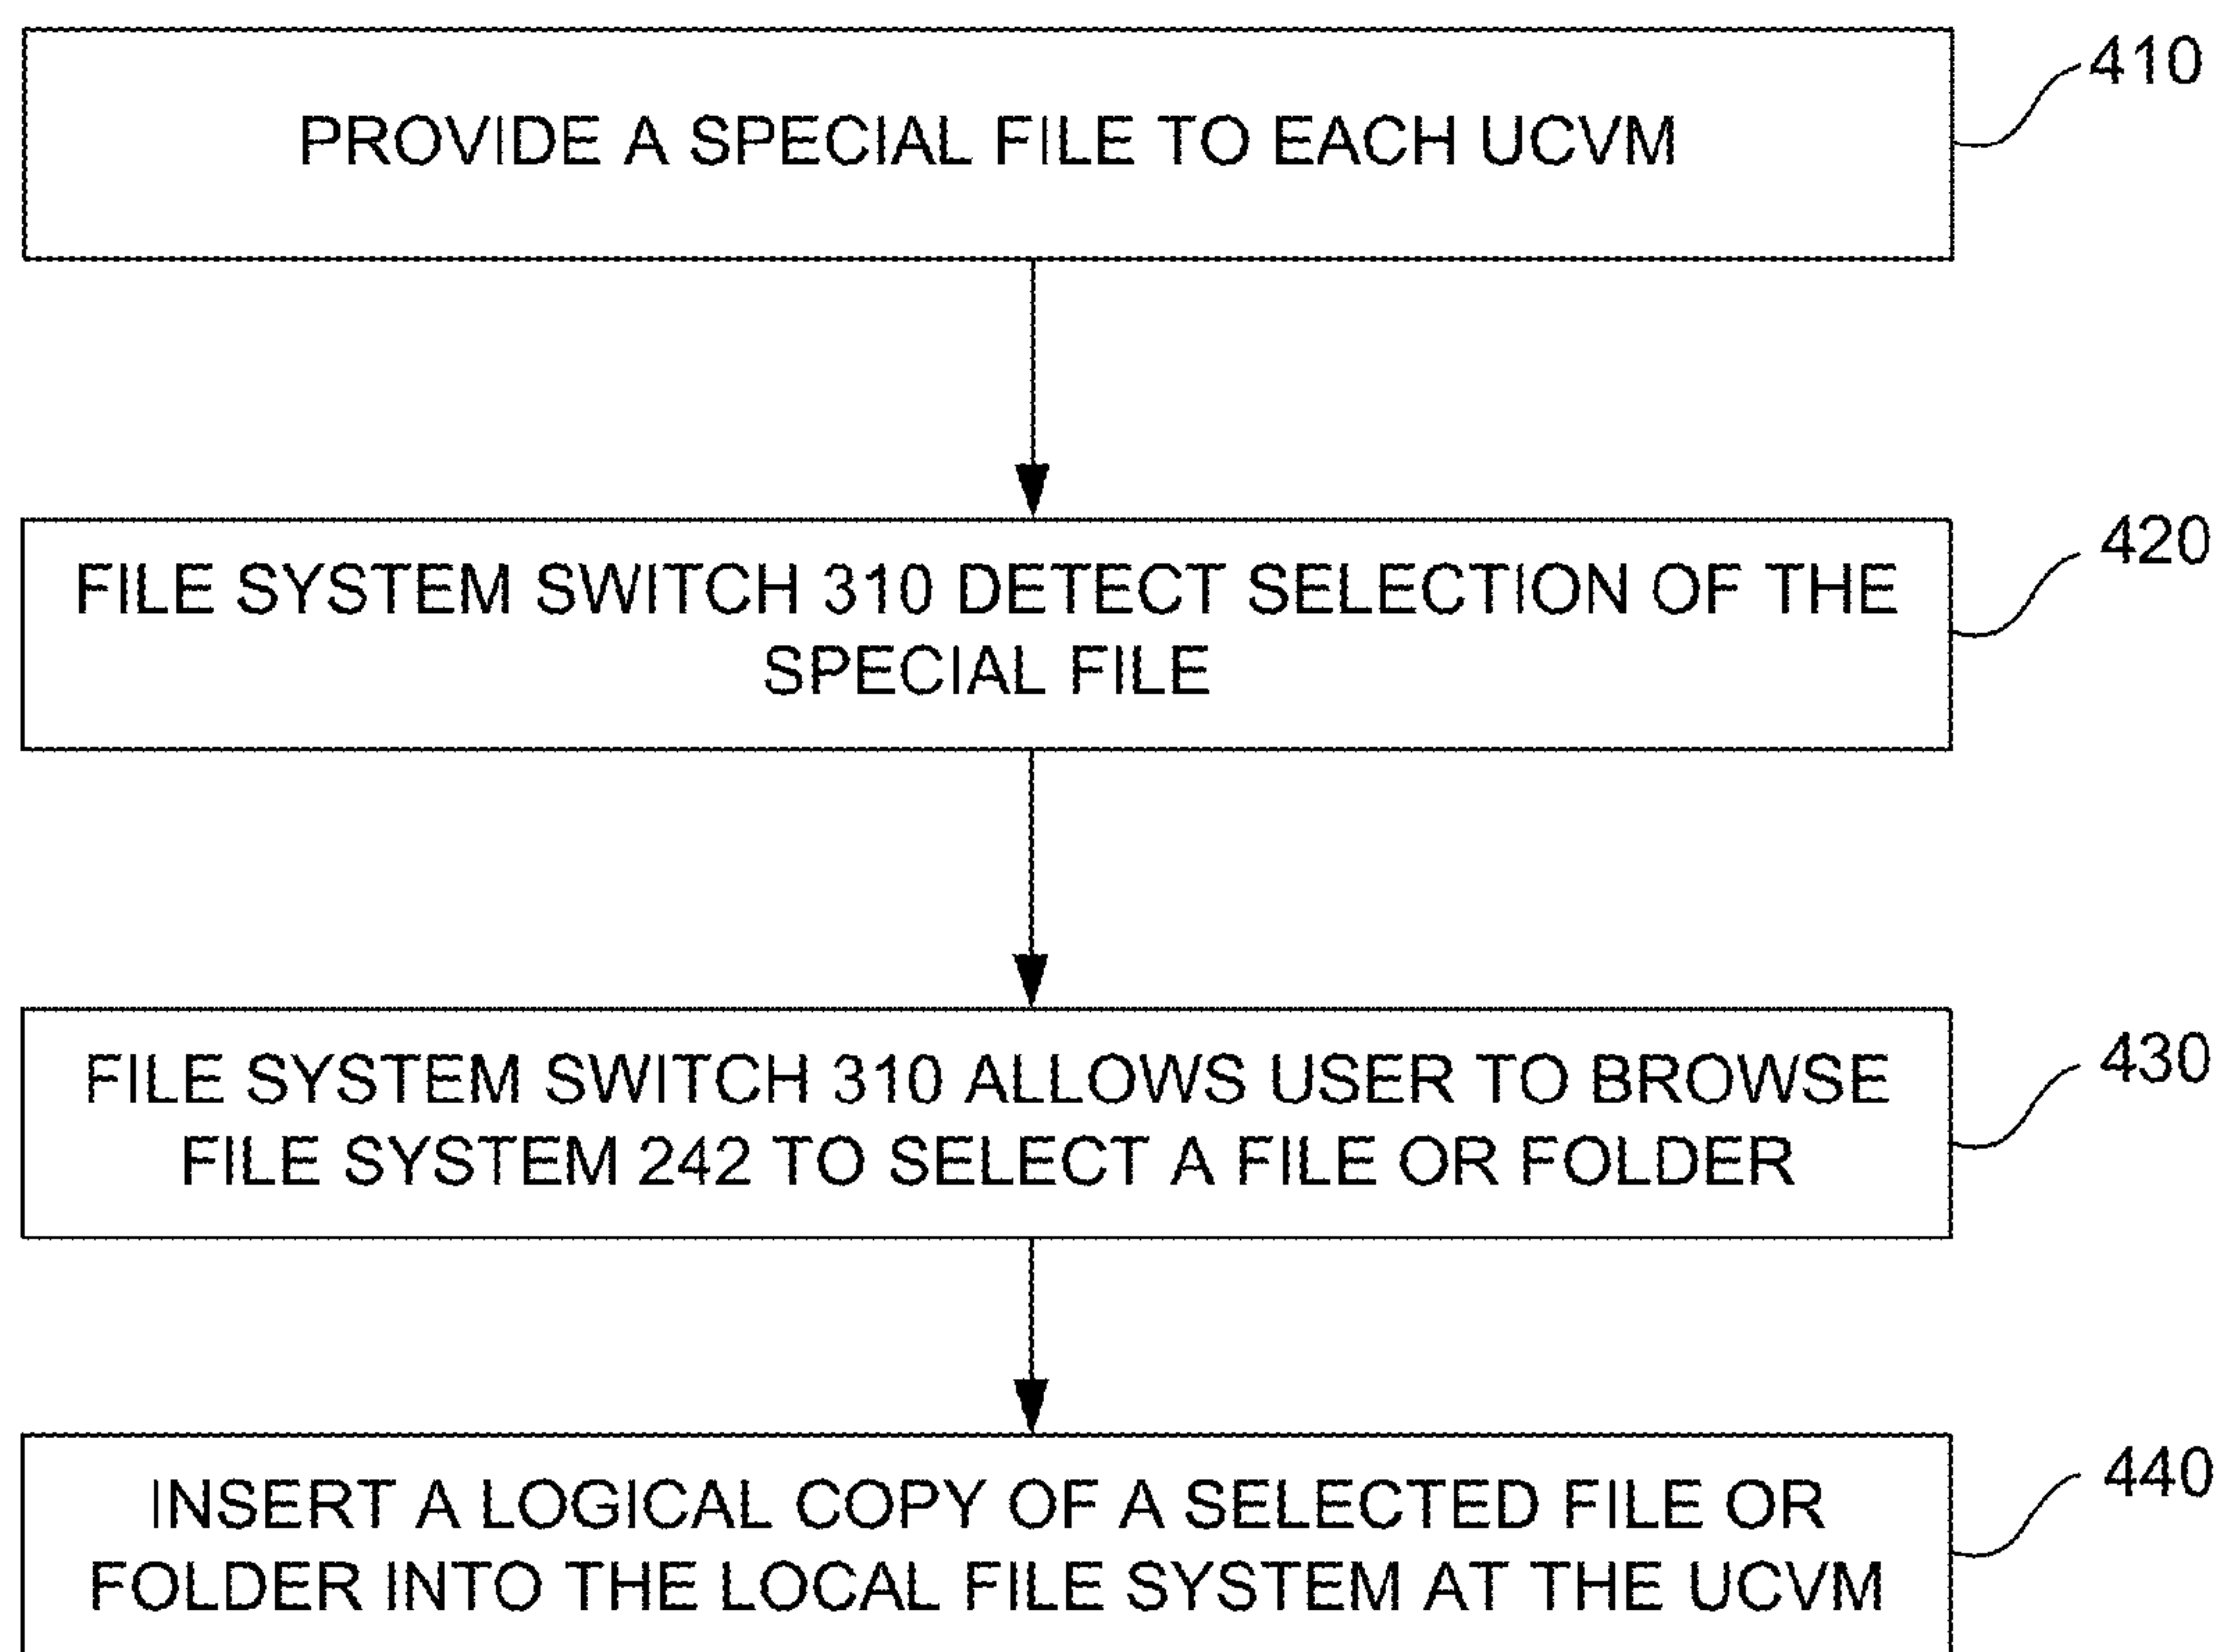 PROVIDE A SPECIAL FILE TO EACH UCVM
410
FILE SYSTEM SWITCH 310 DETECT SELECTION OF THE
SPECIAL FILE
420
FILE SYSTEM SWITCH 310 ALLOWS USER TO BROWSE
FILE SYSTEM 242 TO SELECT A FILE OR FOLDER
430
INSERT A LOGICAL COPY OF A SELECTED FILE OR
FOLDER INTO THE LOCAL FILE SYSTEM AT THE UCVM
440